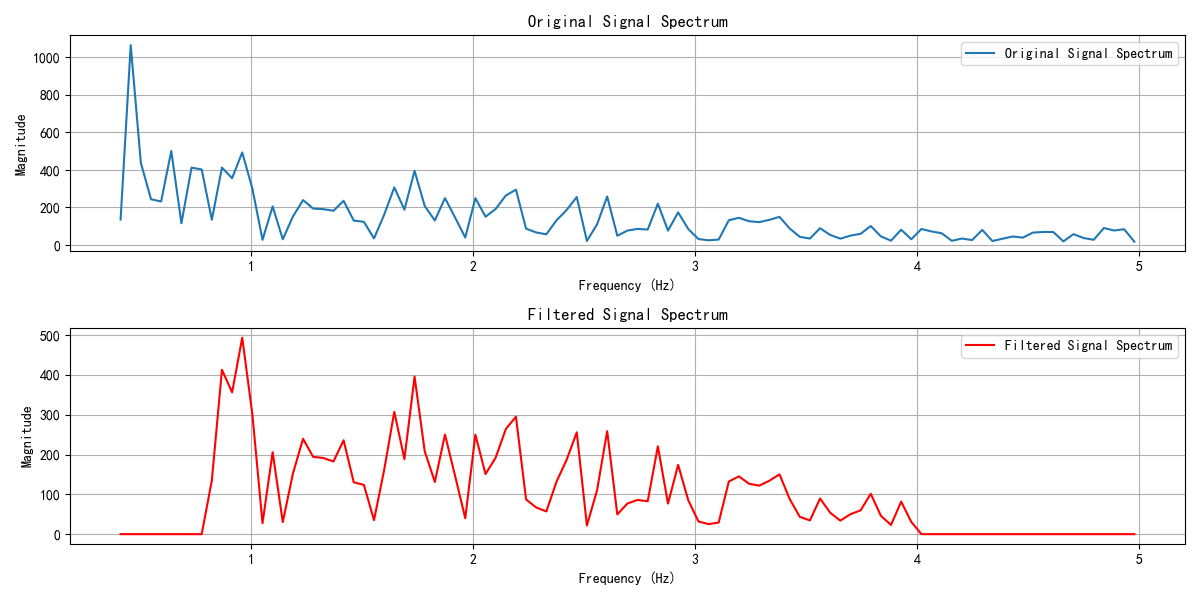 Original Signal Spectrum
Original Signal Spectrum
Magnitude
1000
800
600
400
200
0
1 2 3 4 5
Frequency (Hz)
Filtered Signal Spectrum
Filtered Signal Spectrum
Magnitude
500
400
300
200
100
0
1 2 3 4 5
Frequency (Hz)